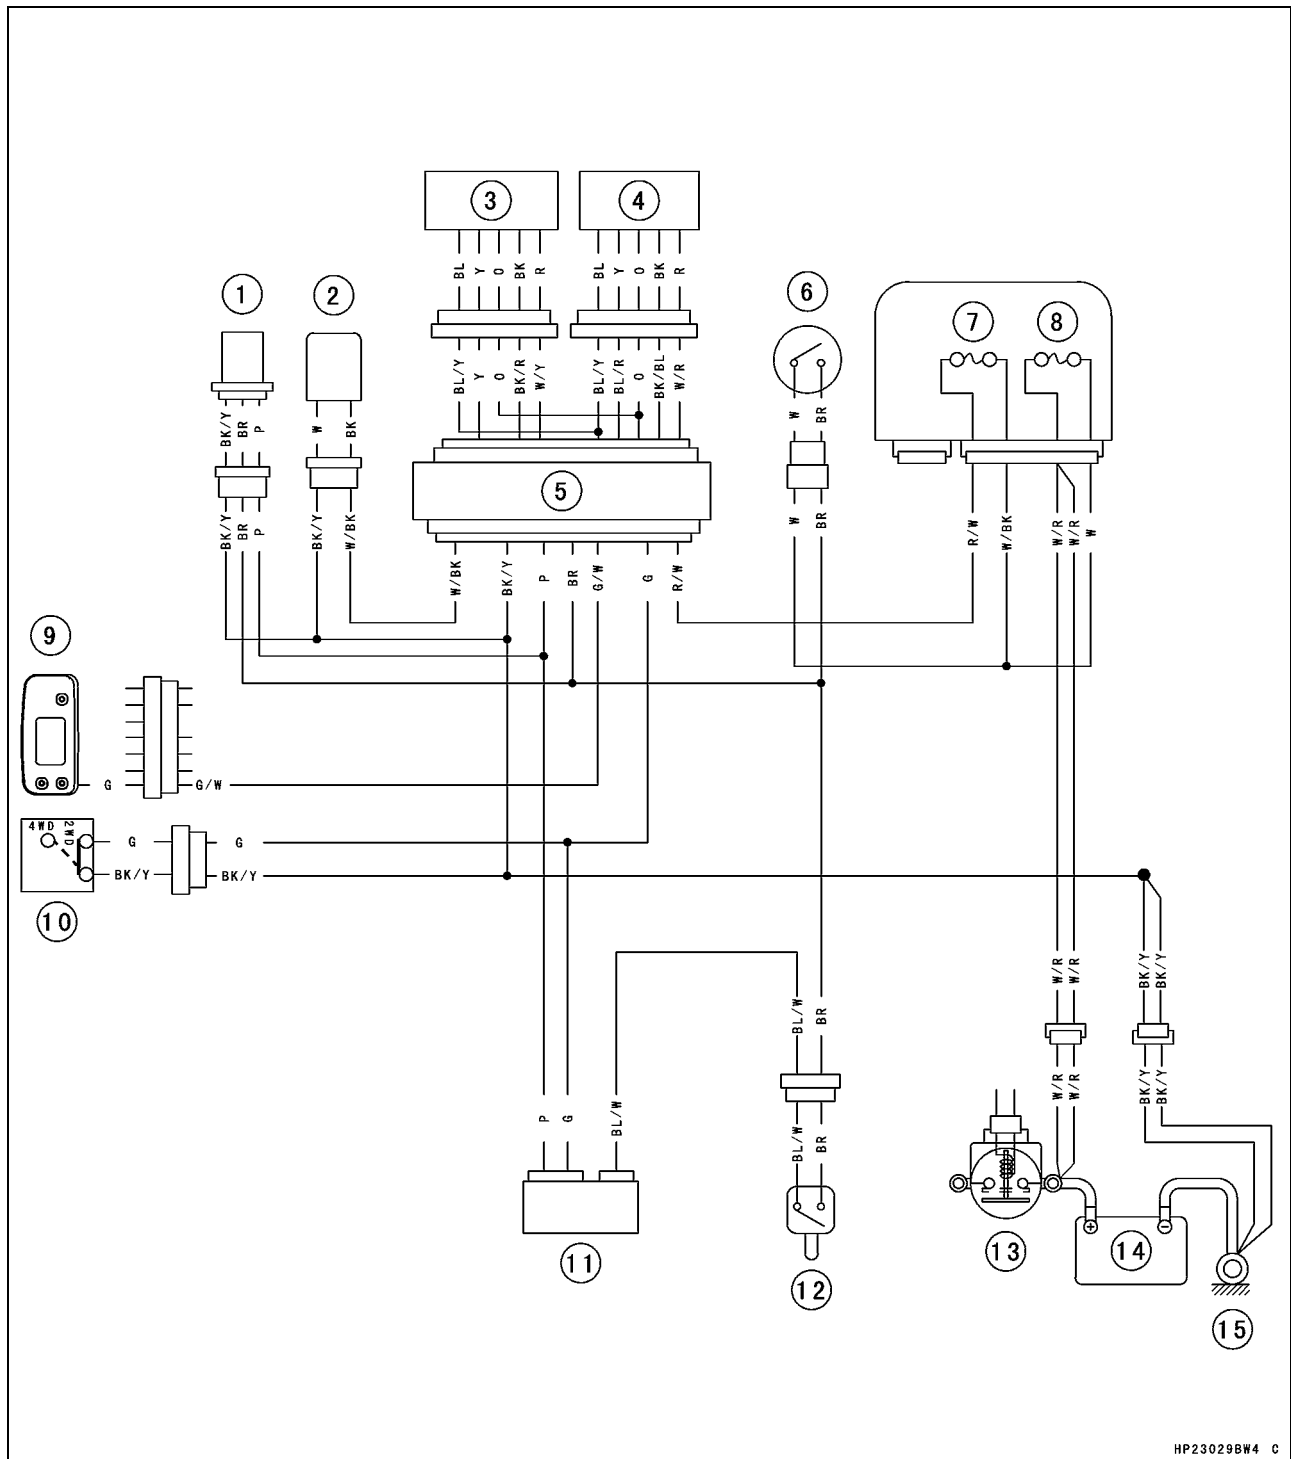 3 4
BL Y O BK R BL Y O BK R
1 2 6 7 8
BL/Y Y O BK/R W/Y BL/Y BL/R O BK/BL W/R
BK/Y BR P W BK W BR
5
BK/Y BR P BK/Y W/BK W BR R/W W/BK W/R W/R W
W/BK BK/Y P BR G/W G R/W
9
G G/W
4WD 2WD G G
BK/Y BK/Y
10
W/R W/R BK/Y BK/Y
BL/W BR
W/R W/R BK/Y BK/Y
P G BL/W
BL/W BR
+ −
11 12 13 14
15
HP23029BW4 C